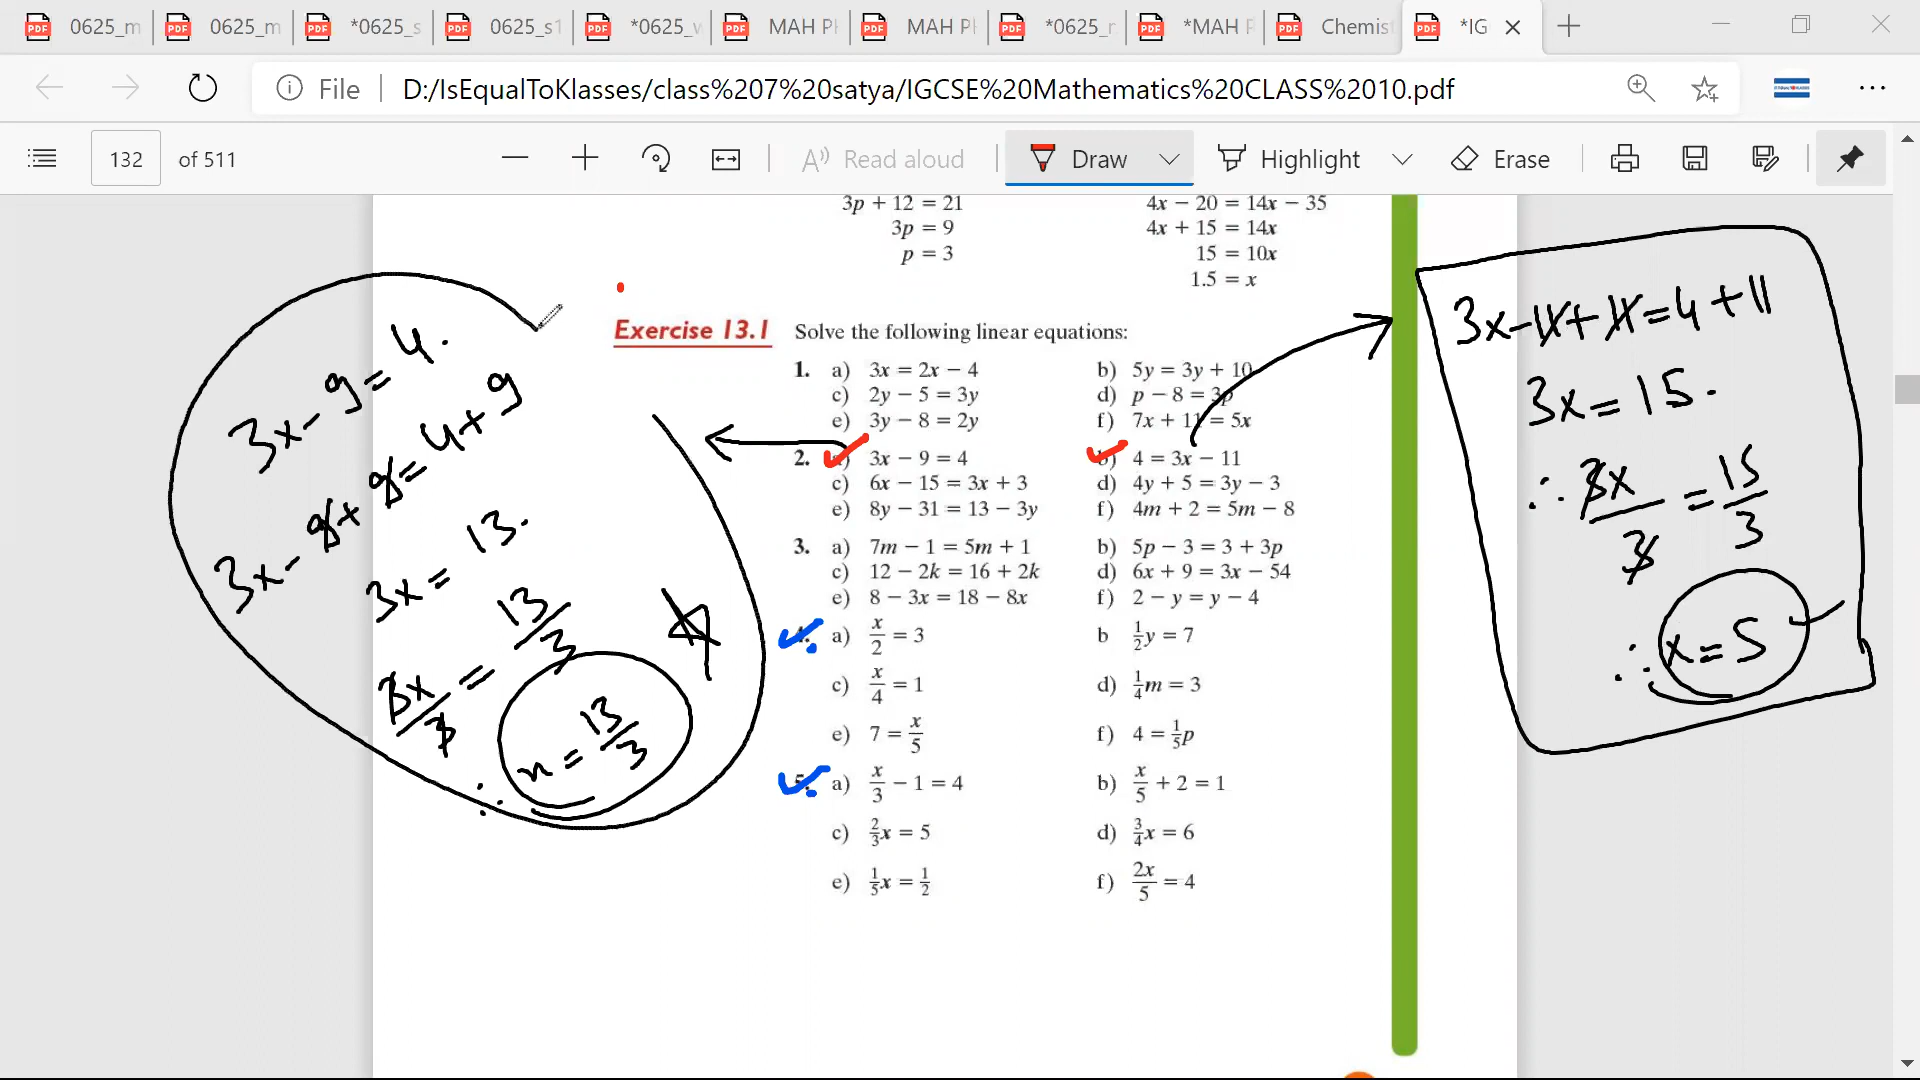 0625_m
0625_m
*0625_s
0625_s1
*0625_w
MAH P
MAH P
*0625_r
*MAH
Chemist
*IG
File
D:/IsEqualToKlasses/class%207%20satya/IGCSE%20Mathematics%20CLASS%2010.pdf
132 of 511
Read aloud
Draw
Highlight
Erase
3p + 12 = 21
3p = 9
p = 3
4x − 20 = 14x − 35
4x + 15 = 14x
15 = 10x
1.5 = x
Exercise 13.1 Solve the following linear equations:
1. a) 3x = 2x − 4 b) 5y = 3y + 10
c) 2y − 5 = 3y d) p − 8 = 3p
e) 3y − 8 = 2y f) 7x + 11 = 5x
2. a) 3x − 9 = 4 b) 4 = 3x − 11
c) 6x − 15 = 3x + 3 d) 4y + 5 = 3y − 3
e) 8y − 31 = 13 − 3y f) 4m + 2 = 5m − 8
3. a) 7m − 1 = 5m + 1 b) 5p − 3 = 3 + 3p
c) 12 − 2k = 16 + 2k d) 6x + 9 = 3x − 54
e) 8 − 3x = 18 − 8x f) 2 − y = y − 4
4. a) x/2 = 3 b 1/2y = 7
c) x/4 = 1 d) 1/4m = 3
e) 7 = x/5 f) 4 = 1/5p
5. a) x/3 − 1 = 4 b) x/5 + 2 = 1
c) 2/3x = 5 d) 3/4x = 6
e) 1/5x = 1/2 f) 2x/5 = 4
3x − 9 = 4.
3x − 9 + 9 = 4 + 9
3x = 13.
3x/3 = 13/3
∴ x = 13/3
3x − 11 + 11 = 4 + 11
3x = 15.
∴ 3x/3 = 15/3
∴ x = 5